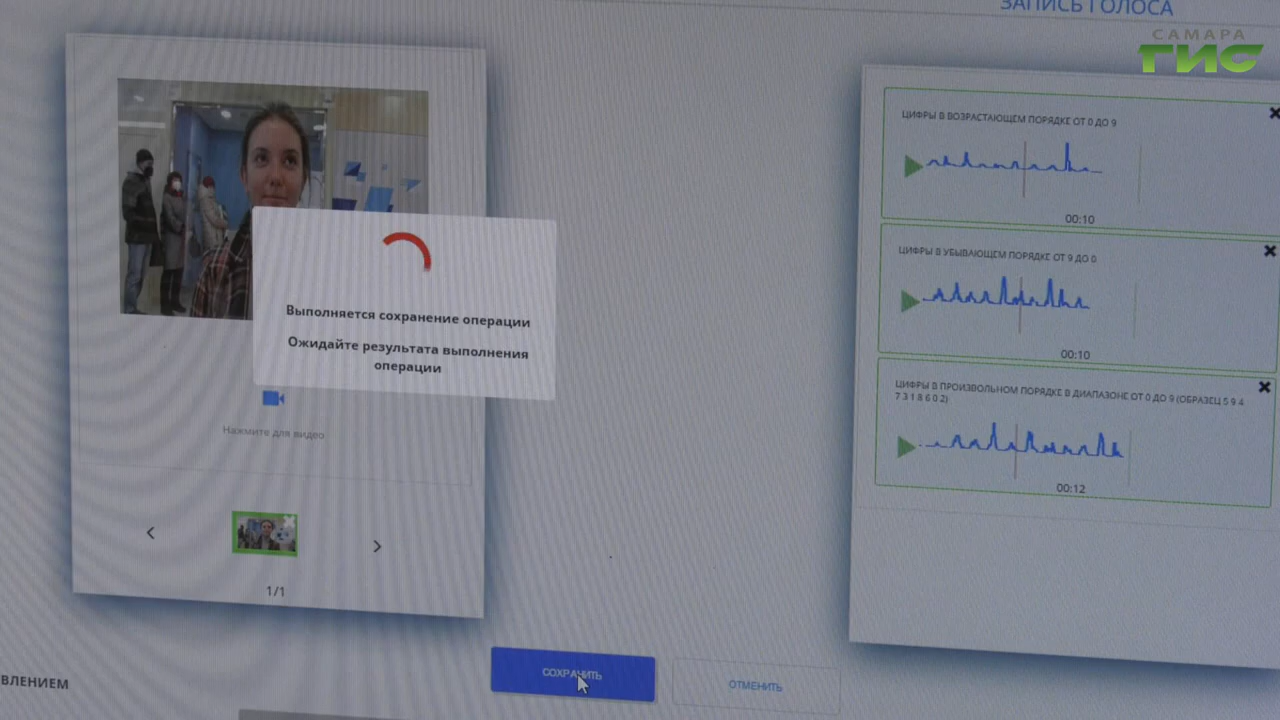 ЗАПИСЬ ГОЛОСА
САМАРА
ГИС
ЦИФРЫ В ВОЗРАСТАЮЩЕМ ПОРЯДКЕ ОТ 0 ДО 9
00:10
ЦИФРЫ В УБЫВАЮЩЕМ ПОРЯДКЕ ОТ 9 ДО 0
00:10
ЦИФРЫ В ПРОИЗВОЛЬНОМ ПОРЯДКЕ В ДИАПАЗОНЕ ОТ 0 ДО 9 (ОБРАЗЕЦ 5 9 4
7 3 1 8 6 0 2)
00:12
Выполняется сохранение операции
Ожидайте результата выполнения
операции
Нажмите для видео
1/1
СОХРАНИТЬ
ОТМЕНИТЬ
ВЛЕНИЕМ